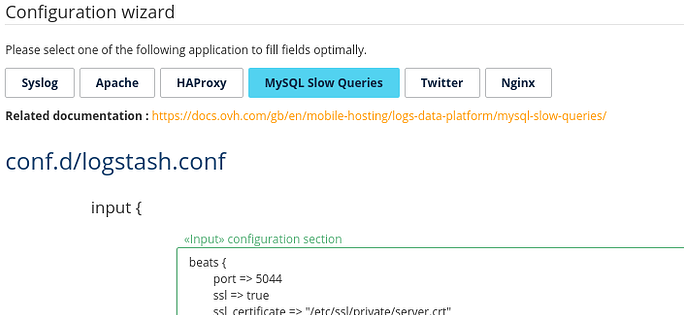 Configuration wizard
Please select one of the following application to fill fields optimally.
Syslog Apache HAProxy MySQL Slow Queries Twitter Nginx
Related documentation : https://docs.ovh.com/gb/en/mobile-hosting/logs-data-platform/mysql-slow-queries/
conf.d/logstash.conf
input {
«Input» configuration section
beats {
port => 5044
ssl => true
ssl_certificate => "/etc/ssl/private/server.crt"